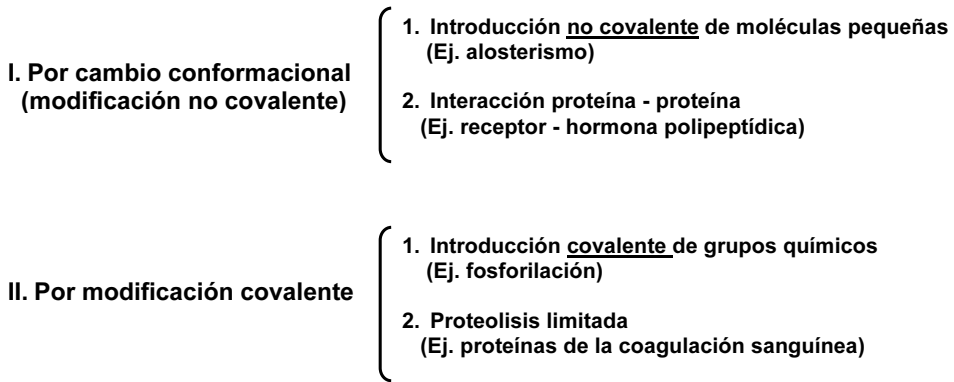 I. Por cambio conformacional
(modificación no covalente)
1. Introducción no covalente de moléculas pequeñas
(Ej. alosterismo)
2. Interacción proteína - proteína
(Ej. receptor - hormona polipeptídica)
II. Por modificación covalente
1. Introducción covalente de grupos químicos
(Ej. fosforilación)
2. Proteolisis limitada
(Ej. proteínas de la coagulación sanguínea)